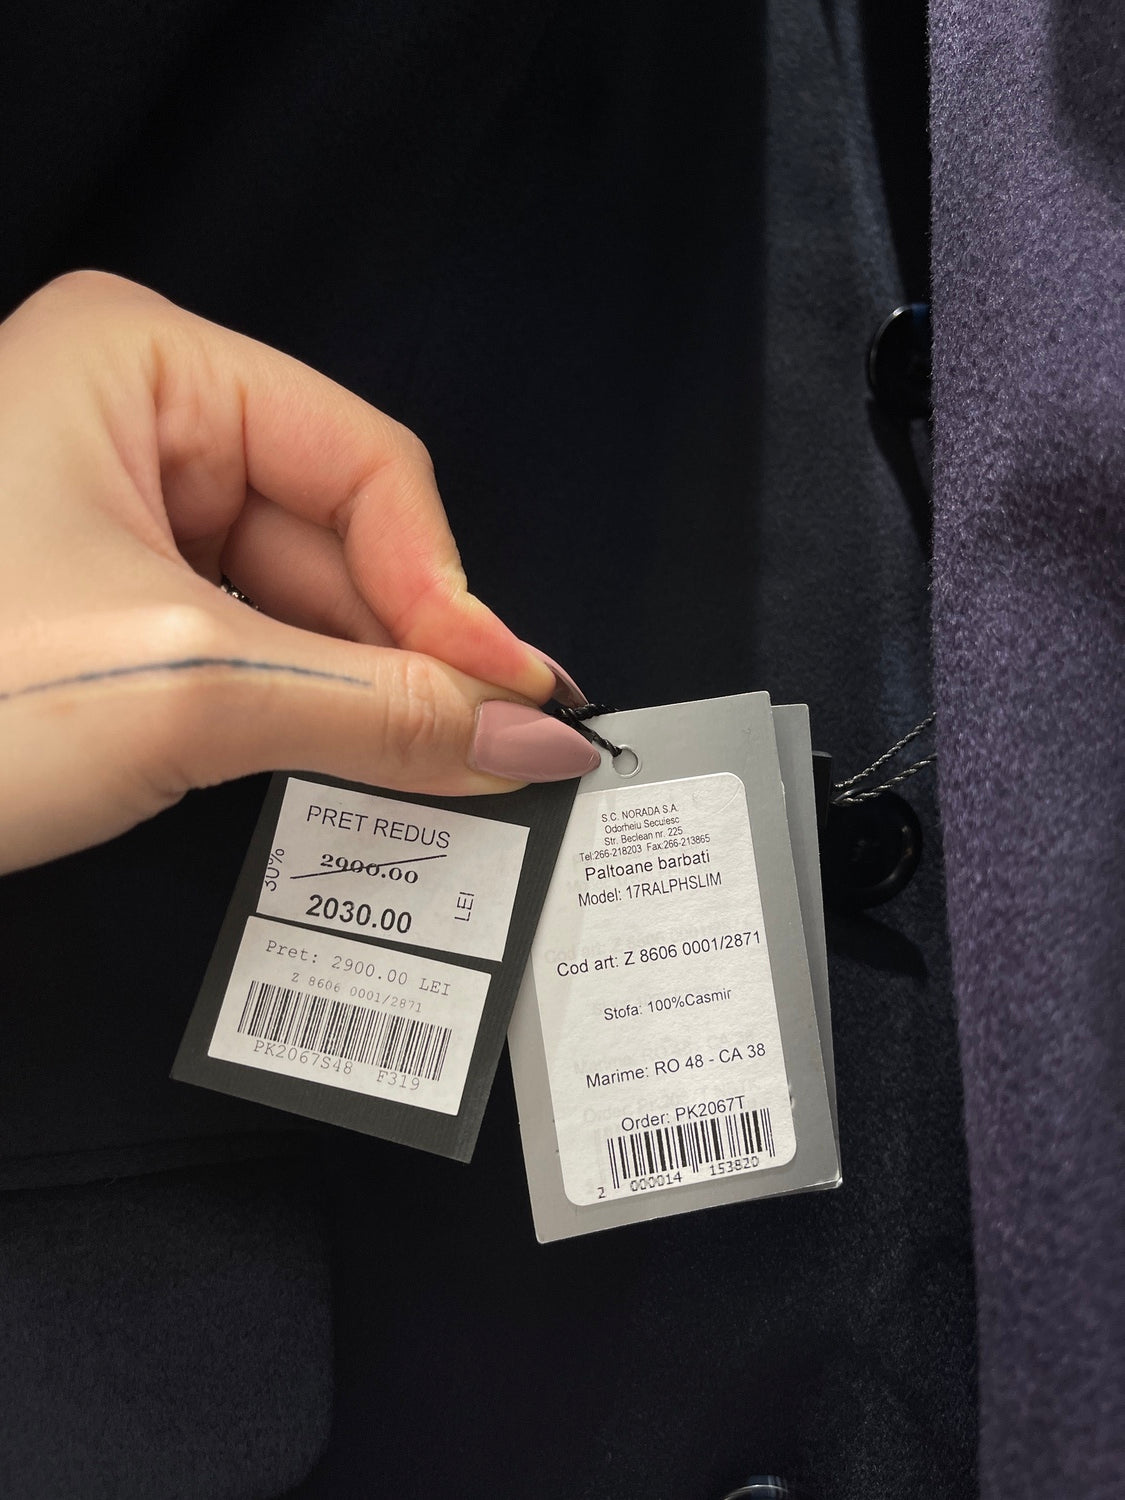 PRET REDUS
30%
2900.00
2030.00
LEI
Pret: 2900.00 LEI
Z 8606 0001/2871
PK2067S48 F319
S.C. NORADA S.A.
Odorheiu Secuiesc
Str. Beclean nr. 225
Tel:266-218203 Fax:266-213865
Paltoane barbati
Model: 17RALPHSLIM
Cod art: Z 8606 0001/2871
Stofa: 100%Casmir
Marime: RO 48 - CA 38
Order: PK2067T
2 000014 153820